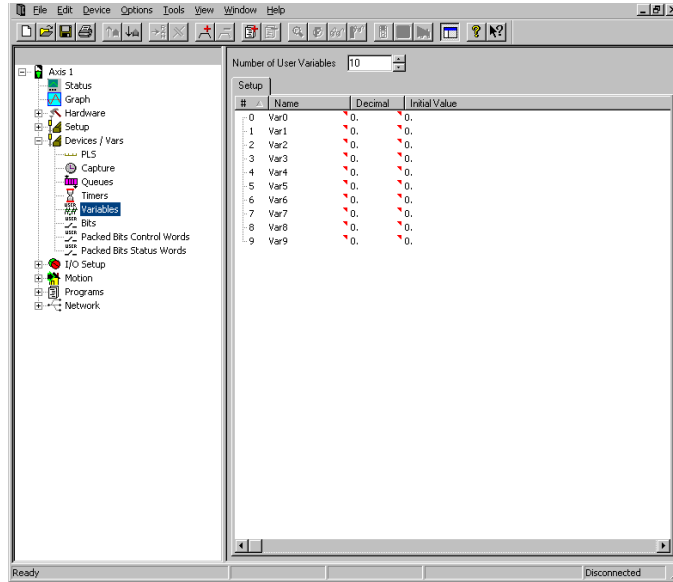 File Edit Device Options Tools View Window Help
Number of User Variables 10
Axis 1
Status
Graph
Hardware
Setup
Devices / Vars
PLS
Capture
Queues
Timers
Variables
Bits
Packed Bits Control Words
Packed Bits Status Words
I/O Setup
Motion
Programs
Network
Setup
# Name Decimal Initial Value
0 Var0 0. 0.
1 Var1 0. 0.
2 Var2 0. 0.
3 Var3 0. 0.
4 Var4 0. 0.
5 Var5 0. 0.
6 Var6 0. 0.
7 Var7 0. 0.
8 Var8 0. 0.
9 Var9 0. 0.
Ready Disconnected